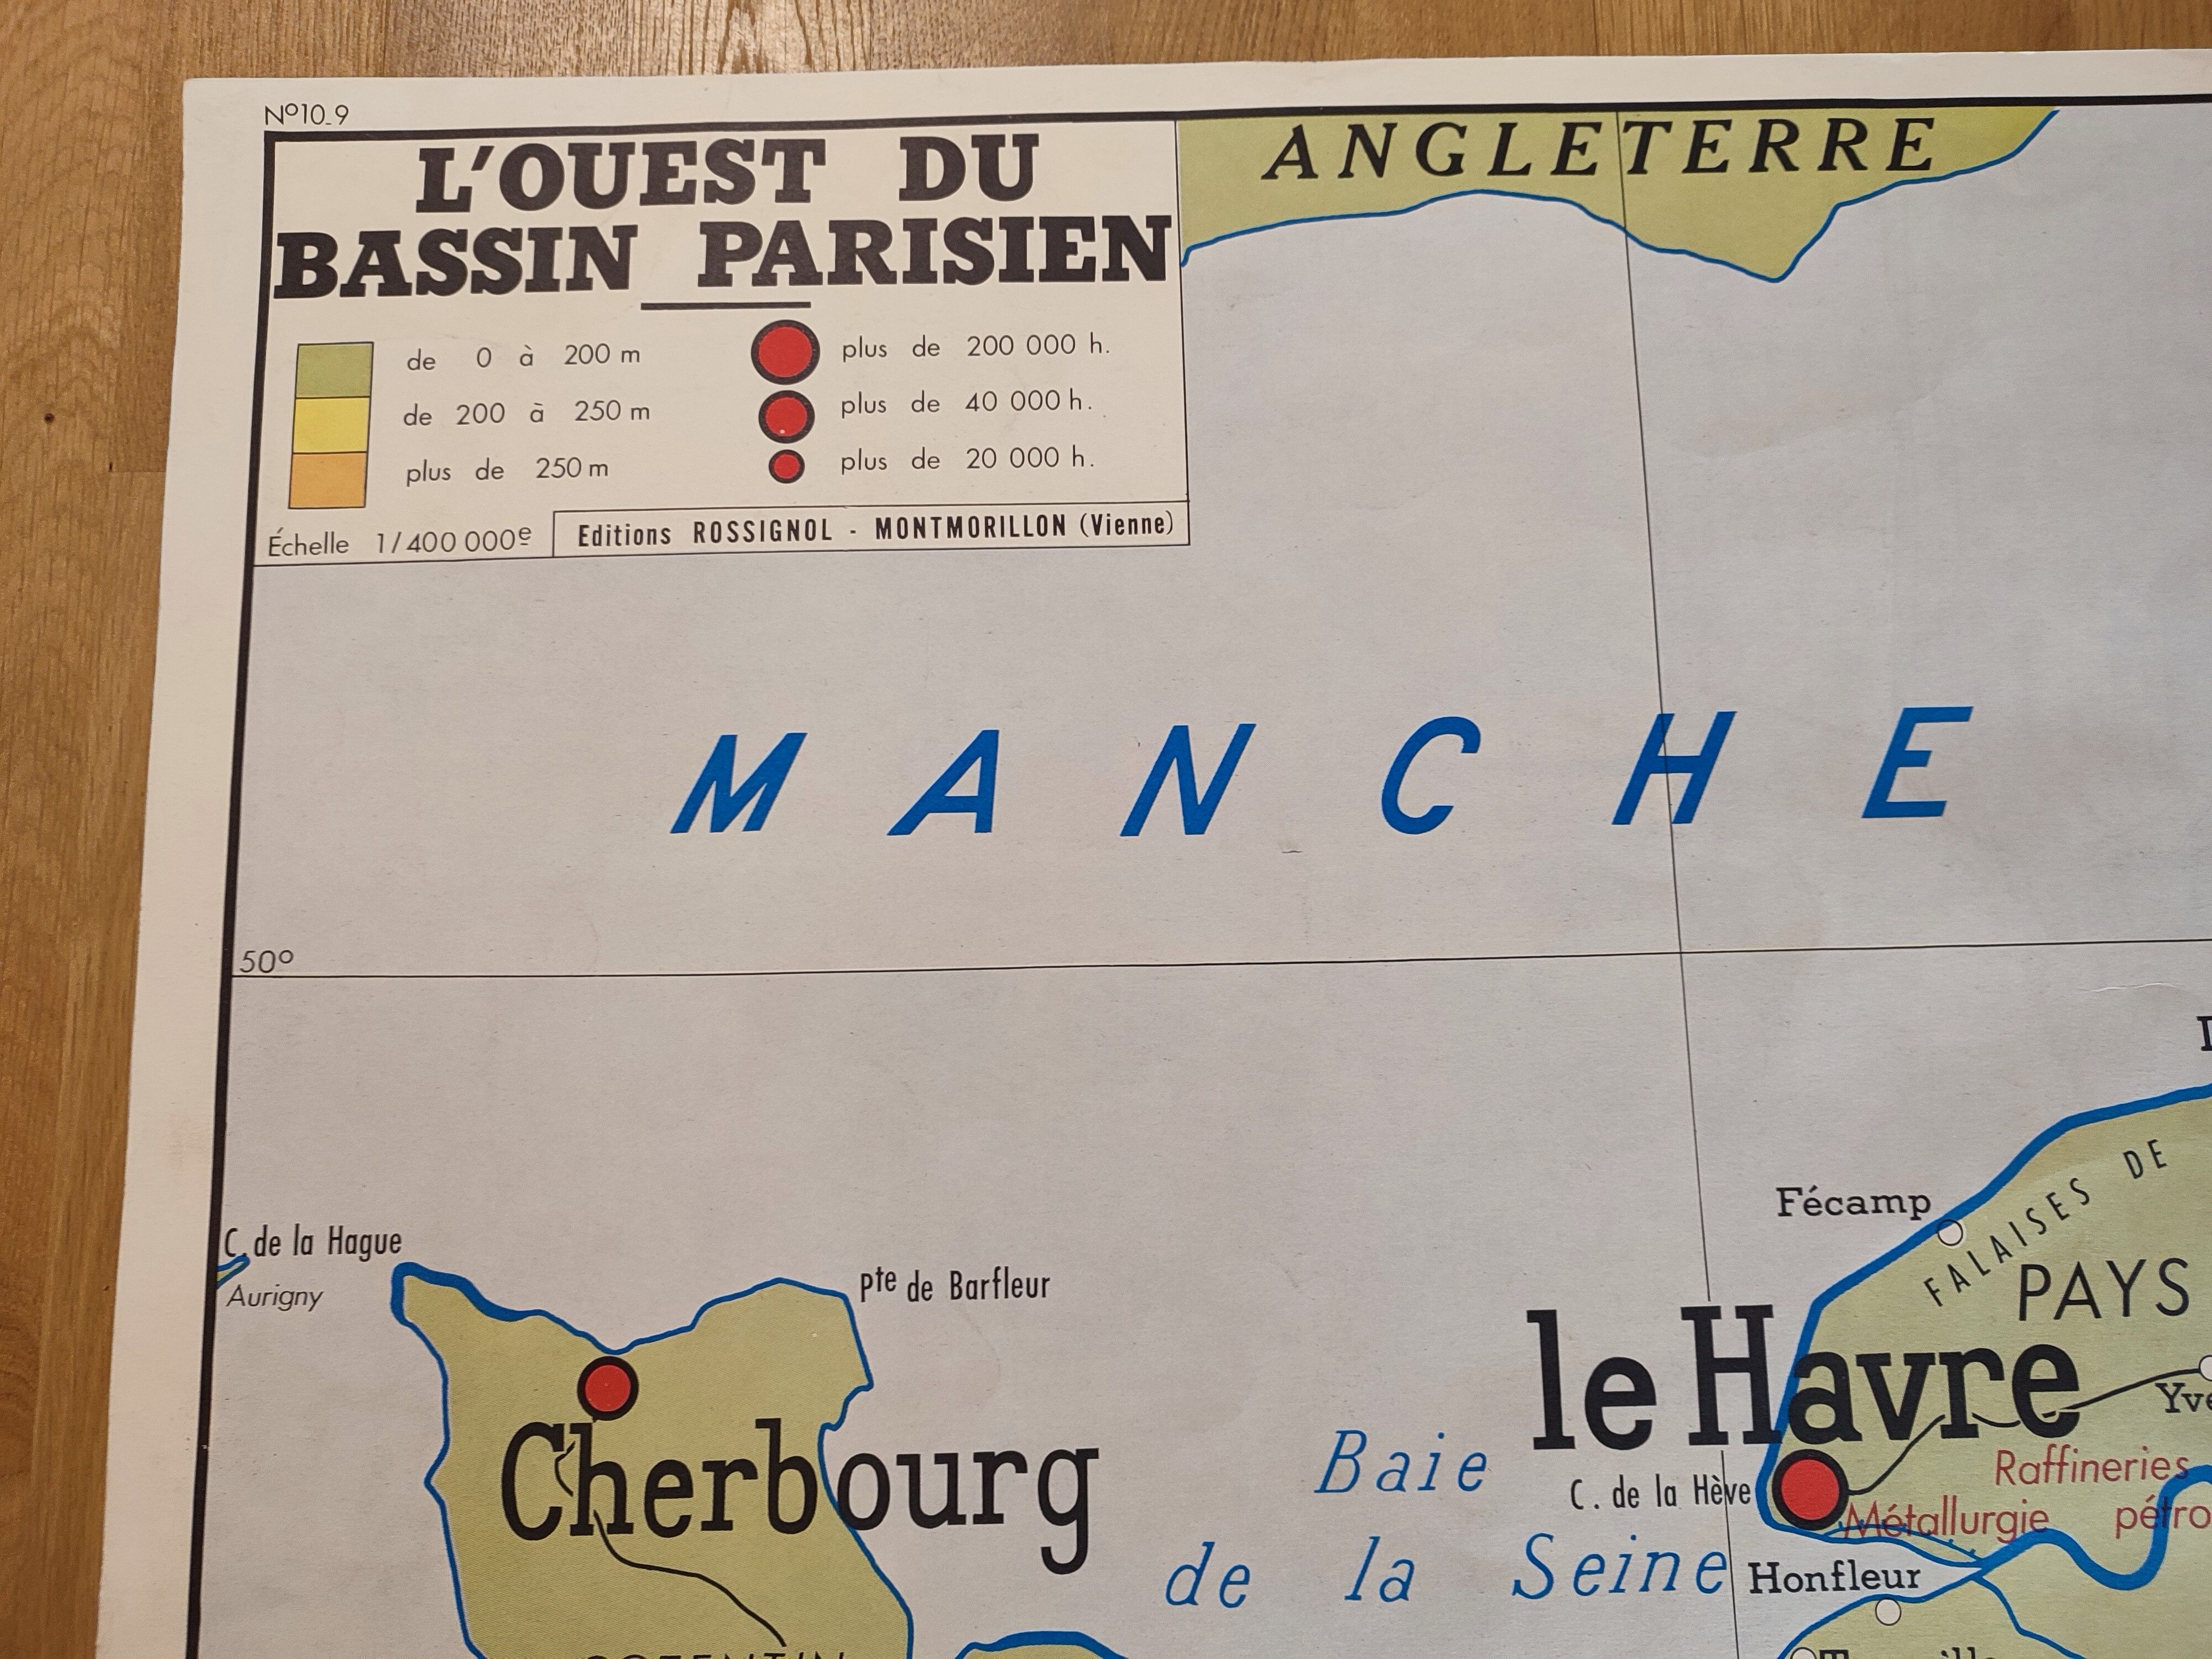 Nº10_9
L'OUEST DU
BASSIN PARISIEN
de 0 à 200 m
de 200 à 250 m
plus de 250 m
plus de 200 000 h.
plus de 40 000 h.
plus de 20 000 h.
Échelle 1/400 000e
Editions ROSSIGNOL - MONTMORILLON (Vienne)
ANGLETERRE
MANCHE
50º
C. de la Hague
Aurigny
Pte de Barfleur
Cherbourg
COTENTIN
Baie
de la Seine
Fécamp
FALAISES DE
PAYS
le Havre
C. de la Hève
Raffineries
Métallurgie
Honfleur